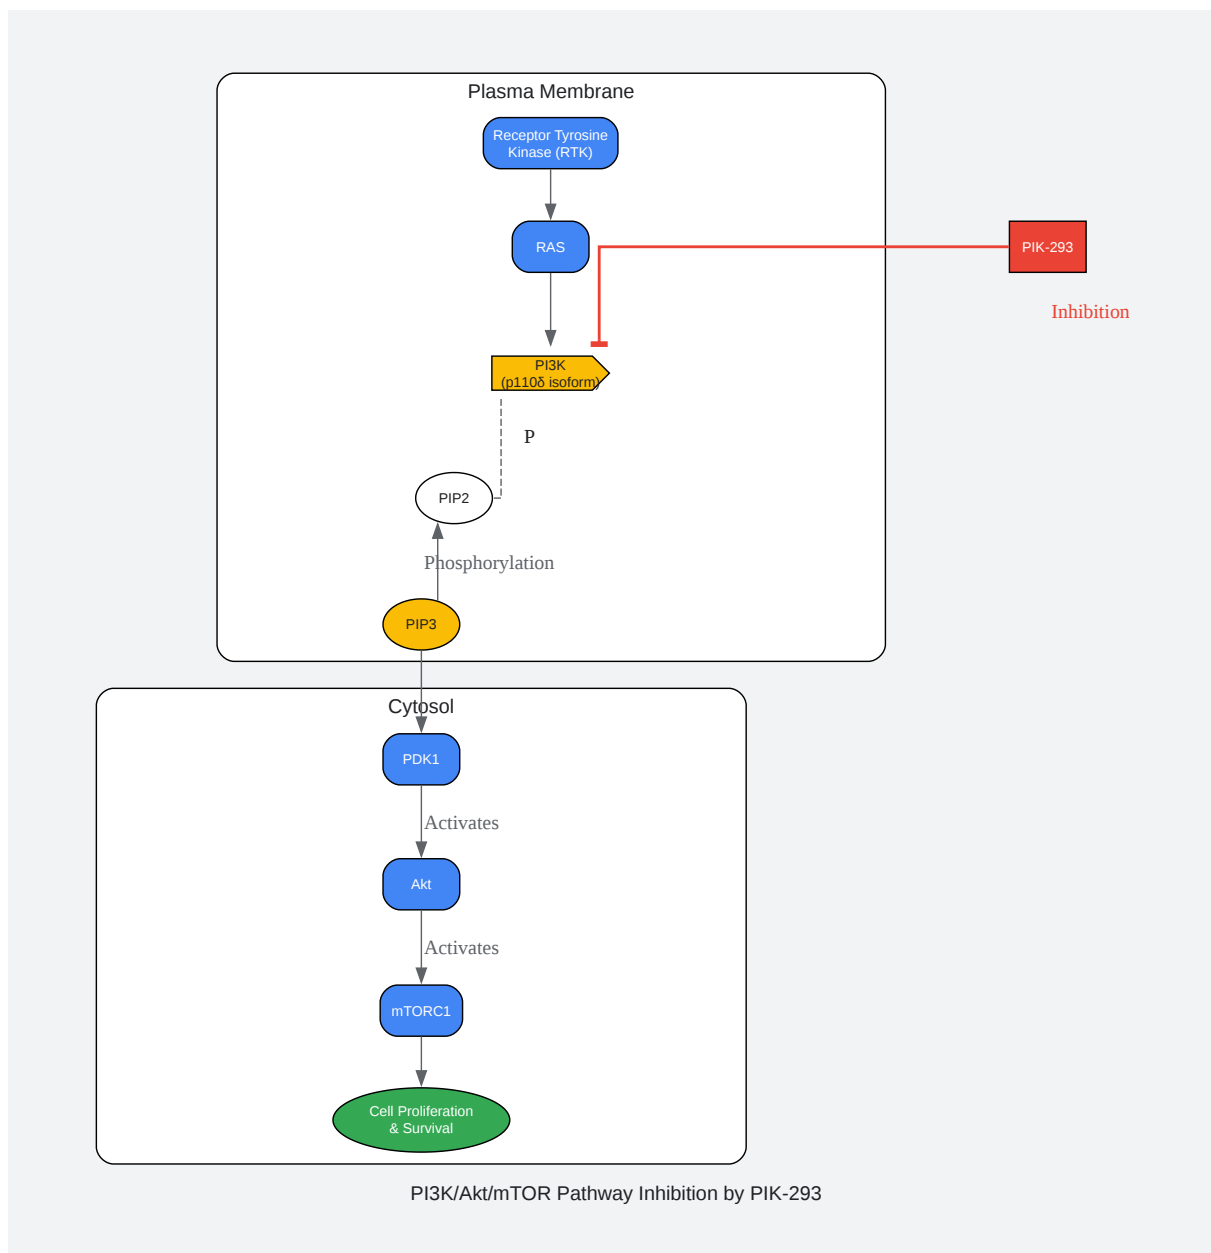 Plasma Membrane
Receptor Tyrosine
Kinase (RTK)
RAS
PIK-293
Inhibition
PI3K
(p110δ isoform)
P
PIP2
Phosphorylation
PIP3
Cytosol
PDK1
Activates
Akt
Activates
mTORC1
Cell Proliferation
& Survival
PI3K/Akt/mTOR Pathway Inhibition by PIK-293